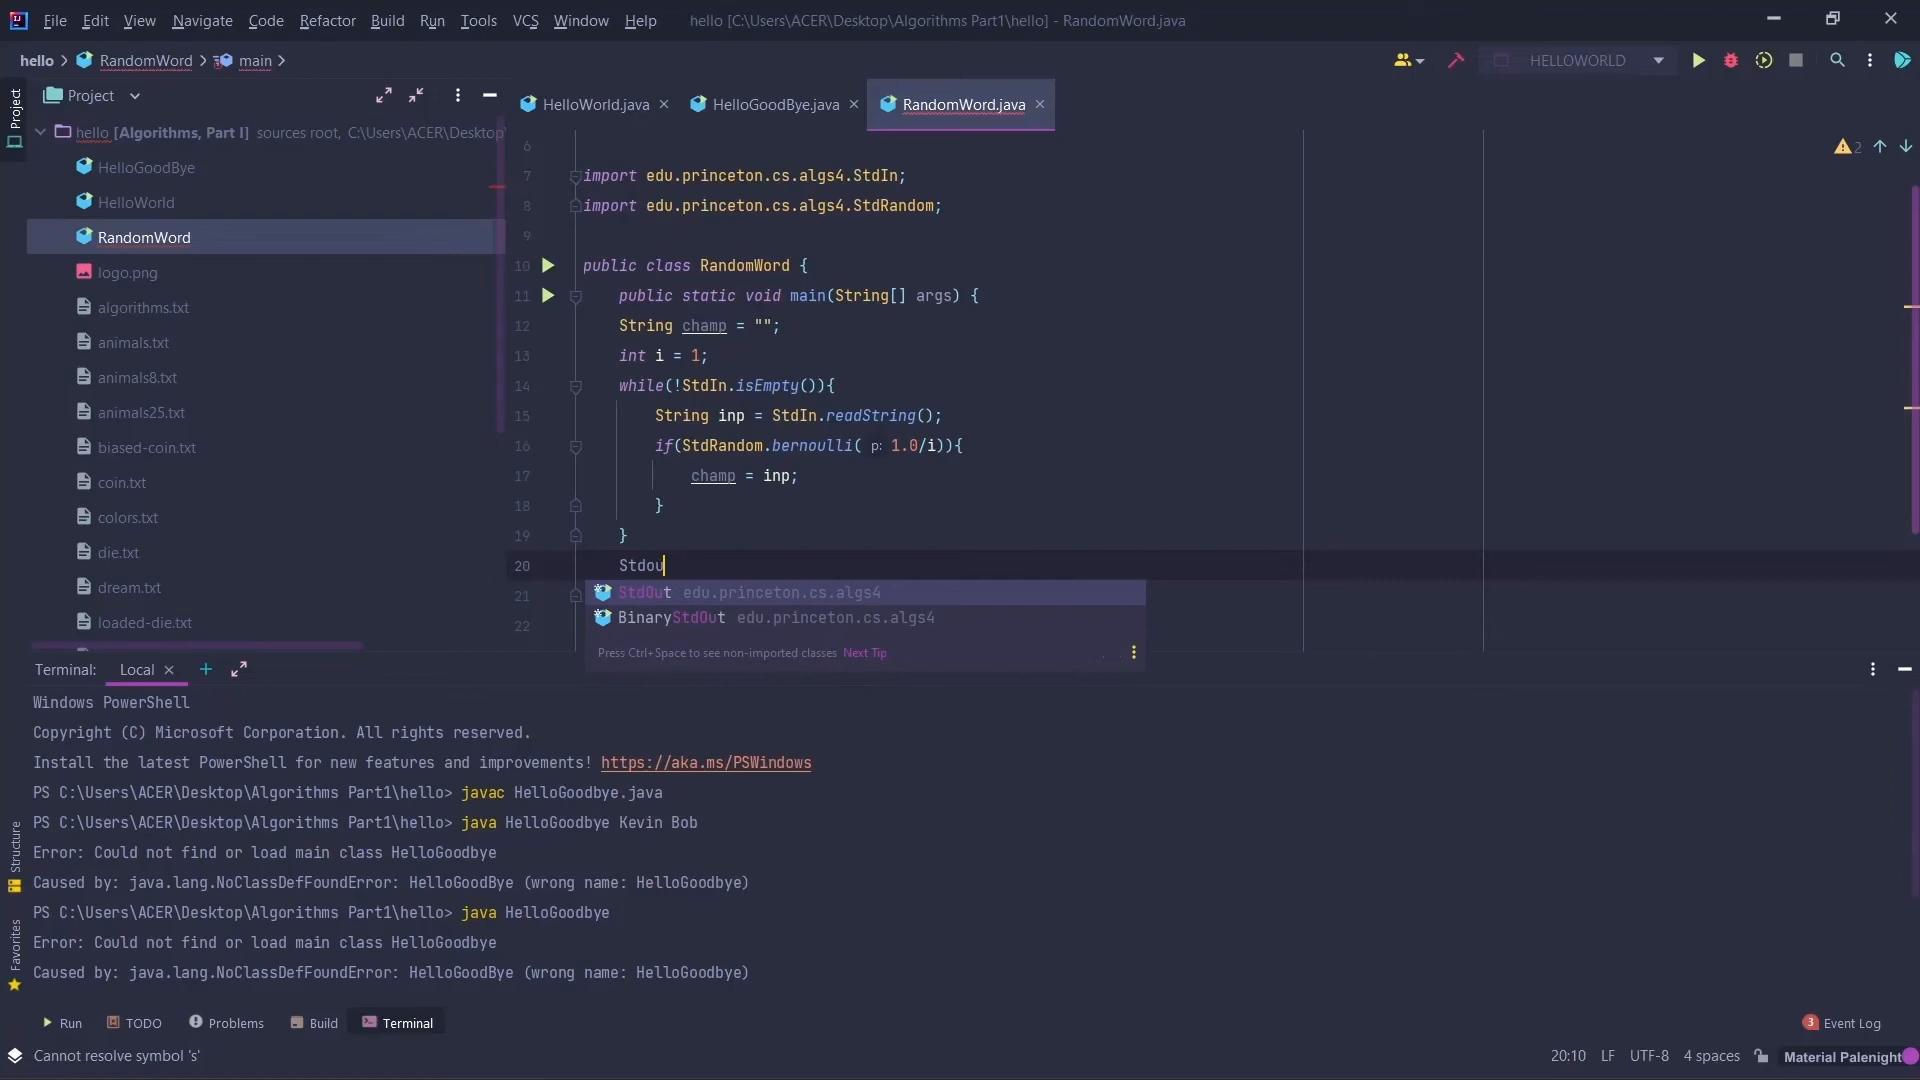 File Edit View Navigate Code Refactor Build Run Tools VCS Window Help hello [C:\Users\ACER\Desktop\Algorithms Part1\hello] - RandomWord.java
hello RandomWord main HELLOWORLD
Project
Project
hello [Algorithms, Part I] sources root, C:\Users\ACER\Desktop
HelloGoodBye
HelloWorld
RandomWord
logo.png
algorithms.txt
animals.txt
animals8.txt
animals25.txt
biased-coin.txt
coin.txt
colors.txt
die.txt
dream.txt
loaded-die.txt
HelloWorld.java HelloGoodBye.java RandomWord.java
2
6
7 import edu.princeton.cs.algs4.StdIn;
8 import edu.princeton.cs.algs4.StdRandom;
9
10 public class RandomWord {
11 public static void main(String[] args) {
12 String champ = "";
13 int i = 1;
14 while(!StdIn.isEmpty()){
15 String inp = StdIn.readString();
16 if(StdRandom.bernoulli( p: 1.0/i)){
17 champ = inp;
18 }
19 }
20 Stdou
21
22
StdOut edu.princeton.cs.algs4
BinaryStdOut edu.princeton.cs.algs4
Press Ctrl+Space to see non-imported classes Next Tip
Terminal: Local
Windows PowerShell
Copyright (C) Microsoft Corporation. All rights reserved.
Install the latest PowerShell for new features and improvements! https://aka.ms/PSWindows
PS C:\Users\ACER\Desktop\Algorithms Part1\hello> javac HelloGoodbye.java
PS C:\Users\ACER\Desktop\Algorithms Part1\hello> java HelloGoodbye Kevin Bob
Error: Could not find or load main class HelloGoodbye
Caused by: java.lang.NoClassDefFoundError: HelloGoodBye (wrong name: HelloGoodbye)
PS C:\Users\ACER\Desktop\Algorithms Part1\hello> java HelloGoodbye
Error: Could not find or load main class HelloGoodbye
Caused by: java.lang.NoClassDefFoundError: HelloGoodBye (wrong name: HelloGoodbye)
Structure
Favorites
Run TODO Problems Build Terminal 3 Event Log
Cannot resolve symbol 's' 20:10 LF UTF-8 4 spaces Material Palenight